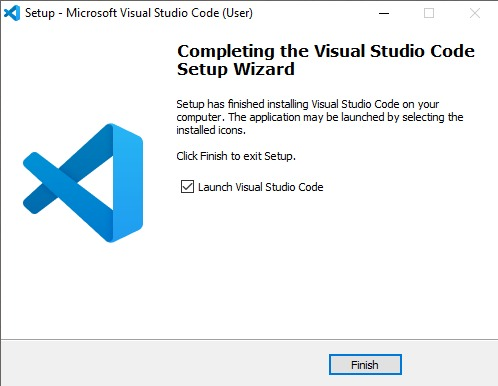 Setup - Microsoft Visual Studio Code (User)
Completing the Visual Studio Code
Setup Wizard
Setup has finished installing Visual Studio Code on your
computer. The application may be launched by selecting the
installed icons.
Click Finish to exit Setup.
Launch Visual Studio Code
Finish